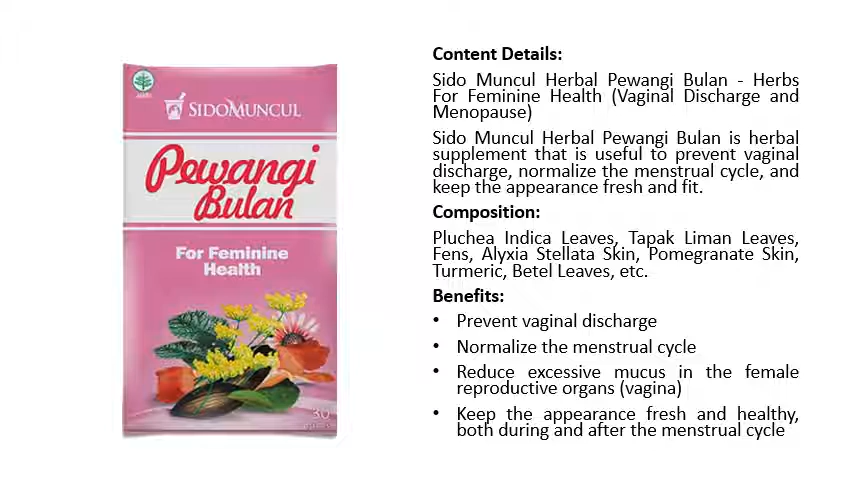 JAMU
SIDOMUNCUL
Pewangi
Bulan
For Feminine
Health
30
Content Details:
Sido Muncul Herbal Pewangi Bulan - Herbs
For Feminine Health (Vaginal Discharge and
Menopause)
Sido Muncul Herbal Pewangi Bulan is herbal
supplement that is useful to prevent vaginal
discharge, normalize the menstrual cycle, and
keep the appearance fresh and fit.
Composition:
Pluchea Indica Leaves, Tapak Liman Leaves,
Fens, Alyxia Stellata Skin, Pomegranate Skin,
Turmeric, Betel Leaves, etc.
Benefits:
• Prevent vaginal discharge
• Normalize the menstrual cycle
• Reduce excessive mucus in the female
reproductive organs (vagina)
• Keep the appearance fresh and healthy,
both during and after the menstrual cycle